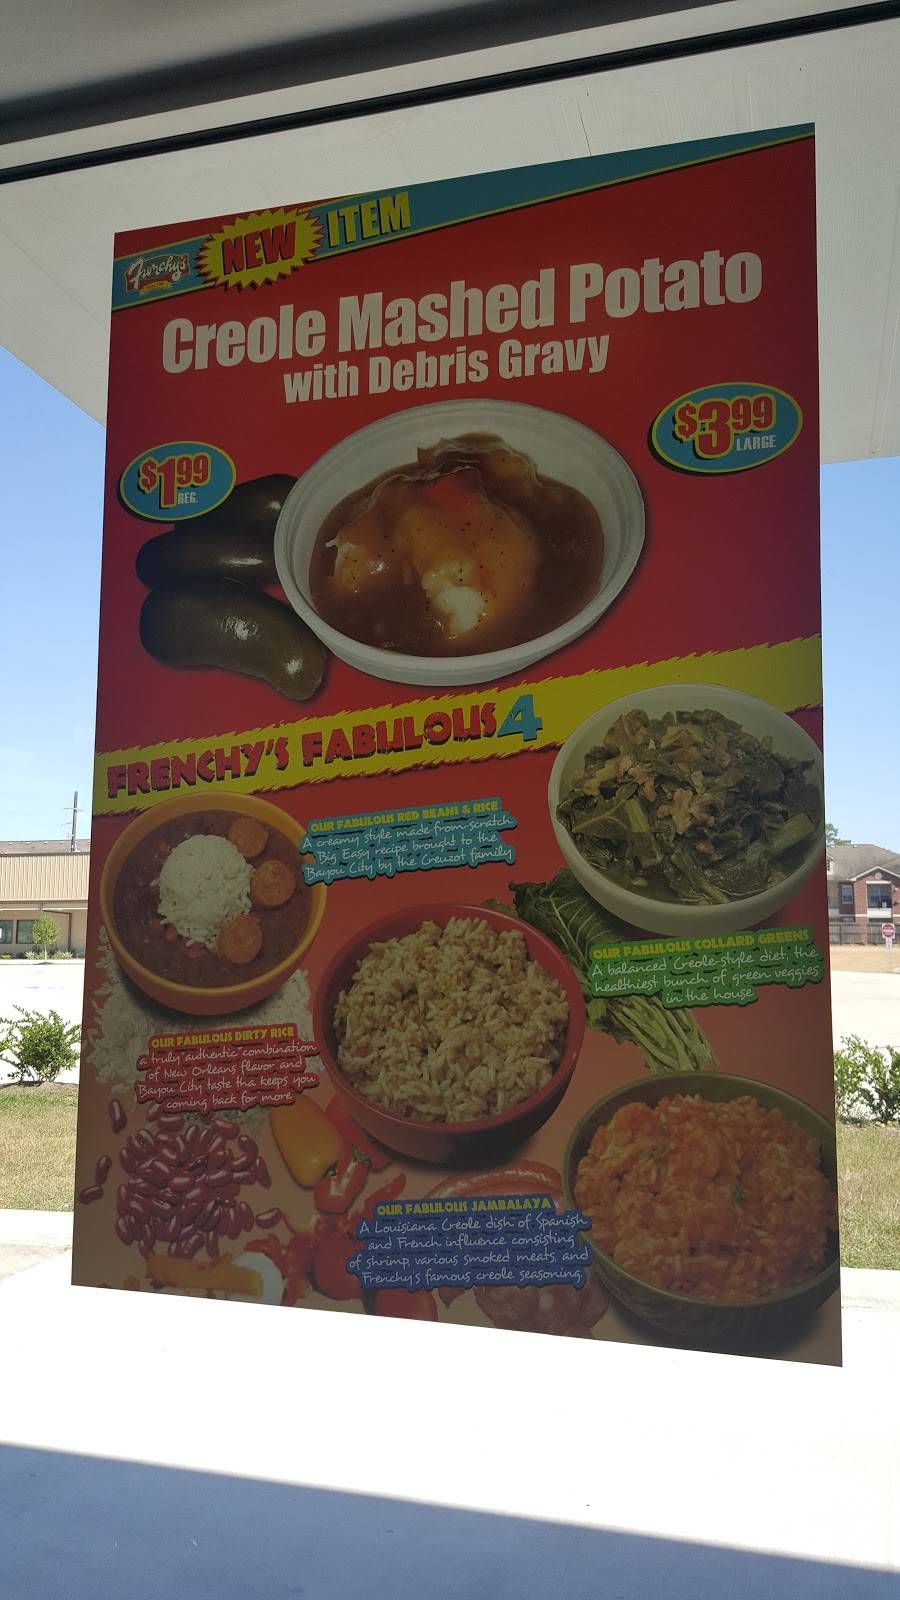 Frenchy's
NEW ITEM
Creole Mashed Potato
with Debris Gravy
$1.99
REG.
$3.99
LARGE
FRENCHY'S FABULOUS 4
OUR FABULOUS RED BEANS & RICE
A creamy style made-from-scratch
Big Easy recipe brought to the
Bayou City by the Creuzot family
OUR FABULOUS COLLARD GREENS
A balanced Creole-style diet, the
healthiest bunch of green veggies
in the house
OUR FABULOUS DIRTY RICE
a truly authentic combination
of New Orleans flavor and
Bayou City taste tha keeps you
coming back for more
OUR FABULOUS JAMBALAYA
A Louisiana Creole dish of Spanish
and French influence consisting
of shrimp, various smoked meats, and
Frenchy's famous creole seasoning.